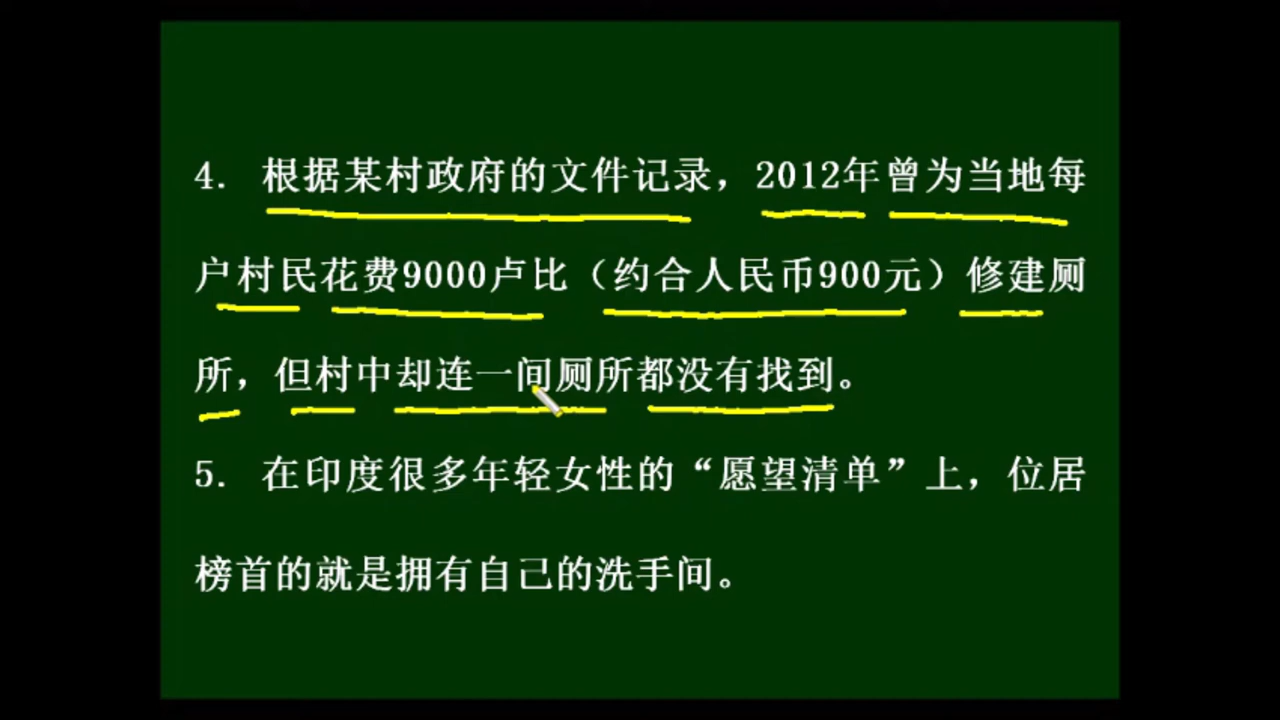 4. 根据某村政府的文件记录，2012年曾为当地每
户村民花费9000卢比（约合人民币900元）修建厕
所，但村中却连一间厕所都没有找到。
5. 在印度很多年轻女性的“愿望清单”上，位居
榜首的就是拥有自己的洗手间。